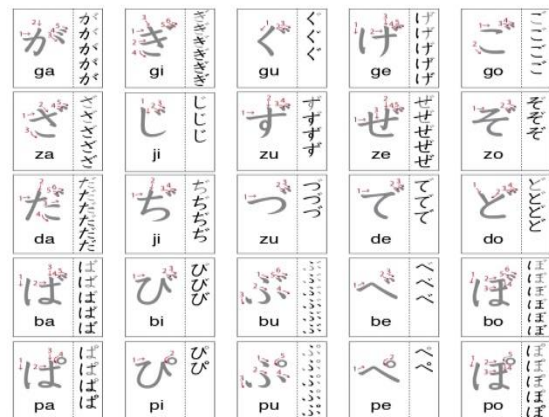 が ぎ ぐ げ ご
ga gi gu ge go
ざ じ ず ぜ ぞ
za ji zu ze zo
だ ぢ づ で ど
da ji zu de do
ば び ぶ べ ぼ
ba bi bu be bo
ぱ ぴ ぷ ぺ ぽ
pa pi pu pe po